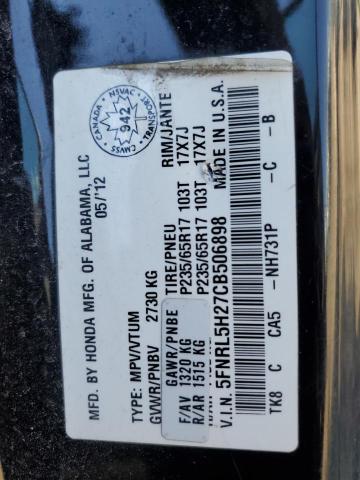 MFD. BY HONDA MFG. OF ALABAMA, LLC
05/'12
CANADA NSVAC
942
CMVSS TRANSPORT
TYPE: MPV/VTUM
GVWR/PNBV 2730 KG
GAWR/PNBE TIRE/PNEU RIM/JANTE
F/AV 1320 KG P235/65R17 103T 17X7J
R/AR 1515 KG P235/65R17 103T 17X7J
V.I.N. 5FNRL5H27CB506898 MADE IN U.S.A.
TK8 C CA5 -NH731P -C -B